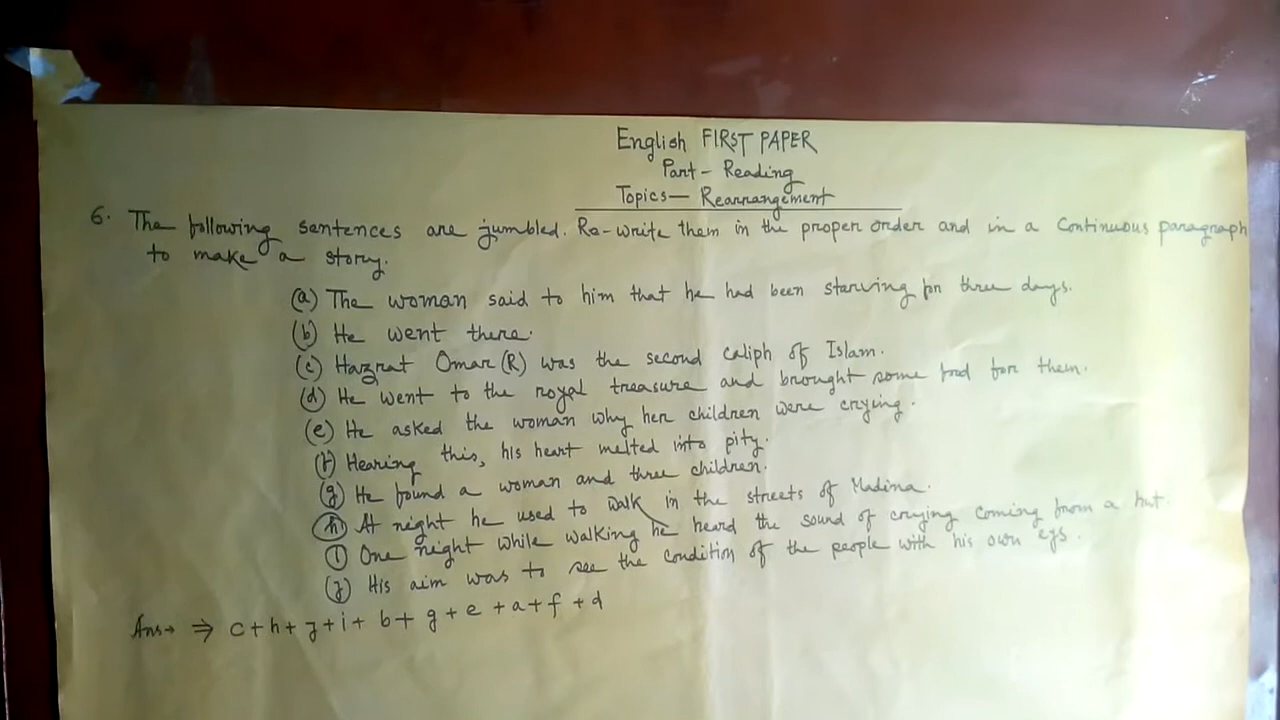 English FIRST PAPER
Part - Reading
Topics - Rearrangement
6. The following sentences are jumbled. Re-write them in the proper order and in a Continuous paragraph
to make a story.
(a) The woman said to him that he had been starving for three days.
(b) He went there.
(c) Hazrat Omar (R) was the second caliph of Islam.
(d) He went to the royal treasure and brought some food for them.
(e) He asked the woman why her children were crying.
(f) Hearing this, his heart melted into pity.
(g) He found a woman and three children.
(h) At night he used to walk in the streets of Madina.
(i) One night while walking he heard the sound of crying coming from a hut.
(j) His aim was to see the condition of the people with his own eys.
Ans→ ⇒ c+h+j+i+ b+ g+e +a+f +d